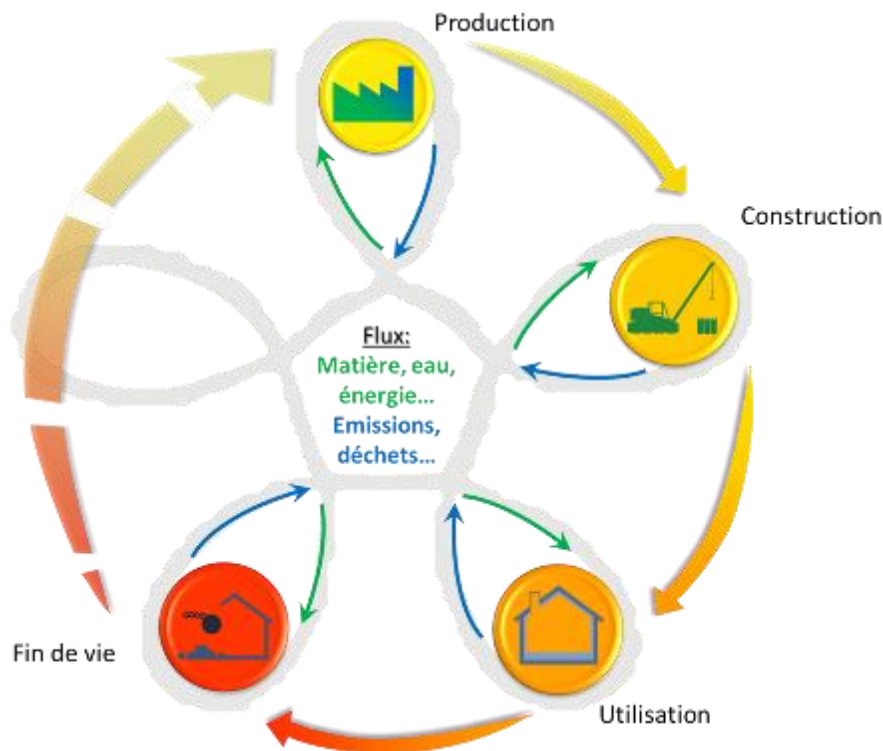 Production
Construction
Flux:
Matière, eau,
énergie...
Emissions,
déchets...
Fin de vie
Utilisation